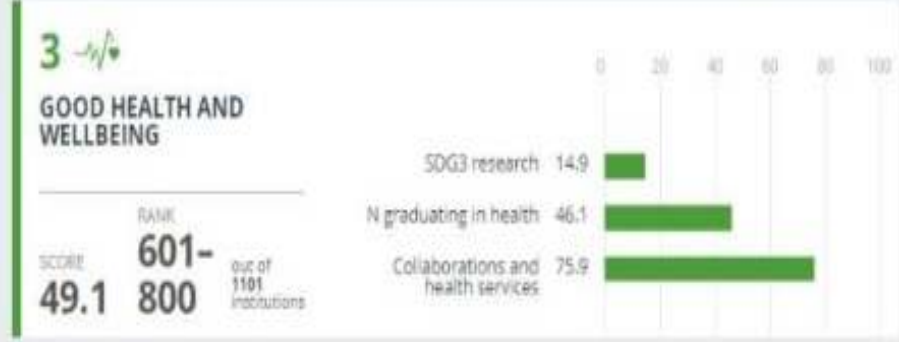 3
GOOD HEALTH AND
WELLBEING
SCORE
49.1
RANK
601–
800
out of
1101
institutions
0 20 40 60 80 100
SDG3 research 14.9
N graduating in health 46.1
Collaborations and 75.9
health services